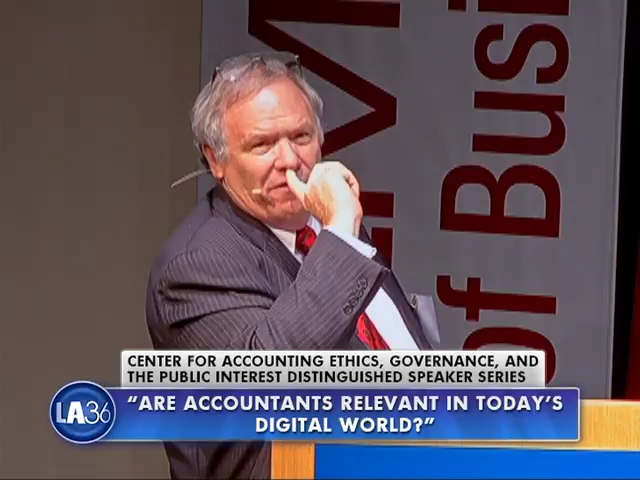 M
of Busi
CENTER FOR ACCOUNTING ETHICS, GOVERNANCE, AND
THE PUBLIC INTEREST DISTINGUISHED SPEAKER SERIES
LA36
“ARE ACCOUNTANTS RELEVANT IN TODAY’S
DIGITAL WORLD?”